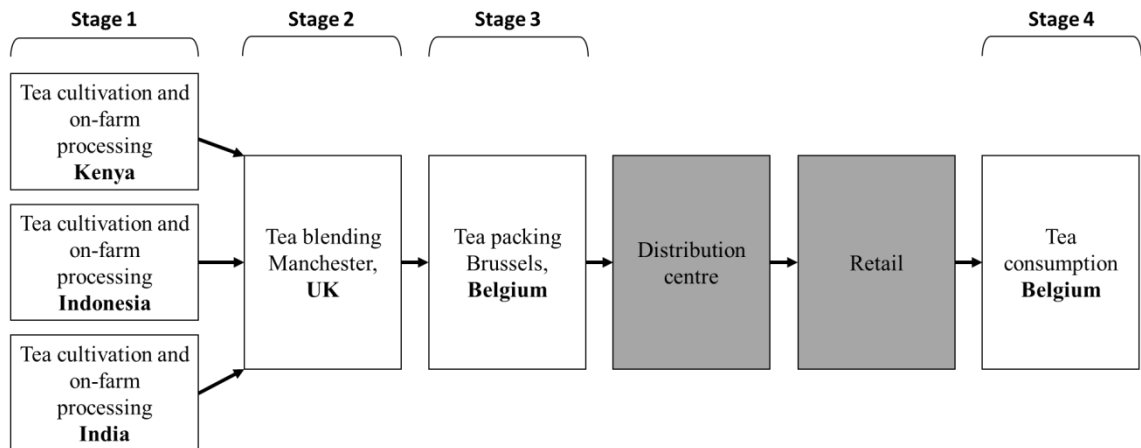 Stage 1
Stage 2
Stage 3
Stage 4
Tea cultivation and
on-farm
processing
Kenya
Tea cultivation and
on-farm
processing
Indonesia
Tea cultivation and
on-farm
processing
India
Tea blending
Manchester,
UK
Tea packing
Brussels,
Belgium
Distribution
centre
Retail
Tea
consumption
Belgium